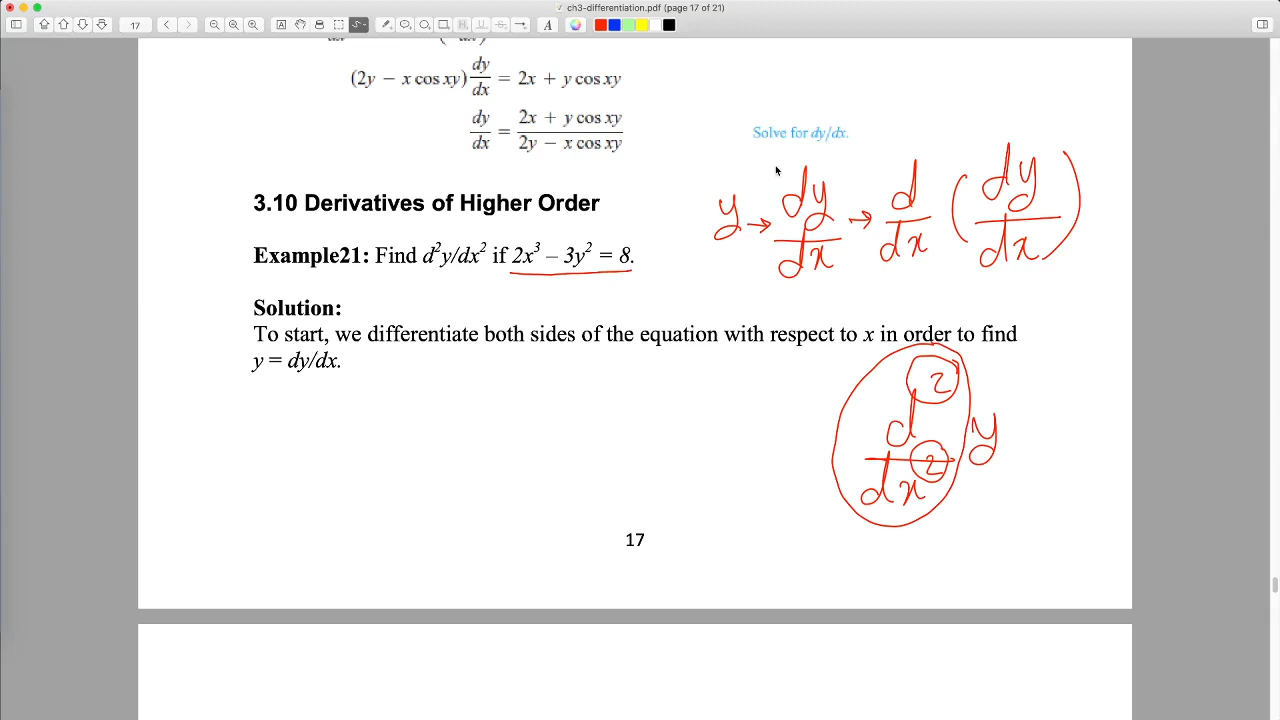 ch3-differentiation.pdf (page 17 of 21)
17
(2y − x cos xy) dy/dx = 2x + y cos xy
dy/dx = (2x + y cos xy)/(2y − x cos xy)
Solve for dy/dx.
y → dy/dx → d/dx (dy/dx)
3.10 Derivatives of Higher Order
Example21: Find d²y/dx² if 2x³ – 3y² = 8.
Solution:
To start, we differentiate both sides of the equation with respect to x in order to find
y = dy/dx.
d²/dx² y
17